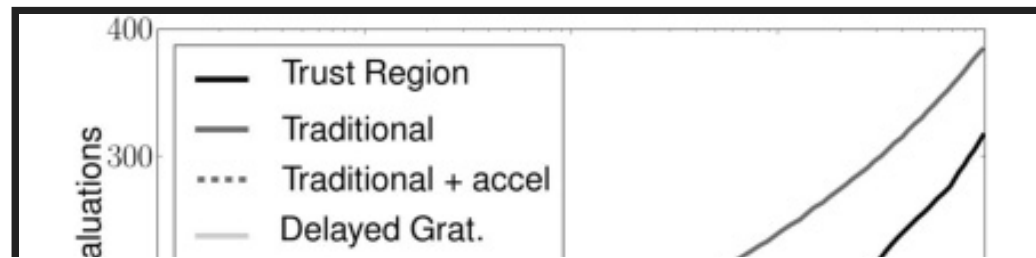 400
Trust Region
Traditional
300
Traditional + accel
Delayed Grat.
aluations